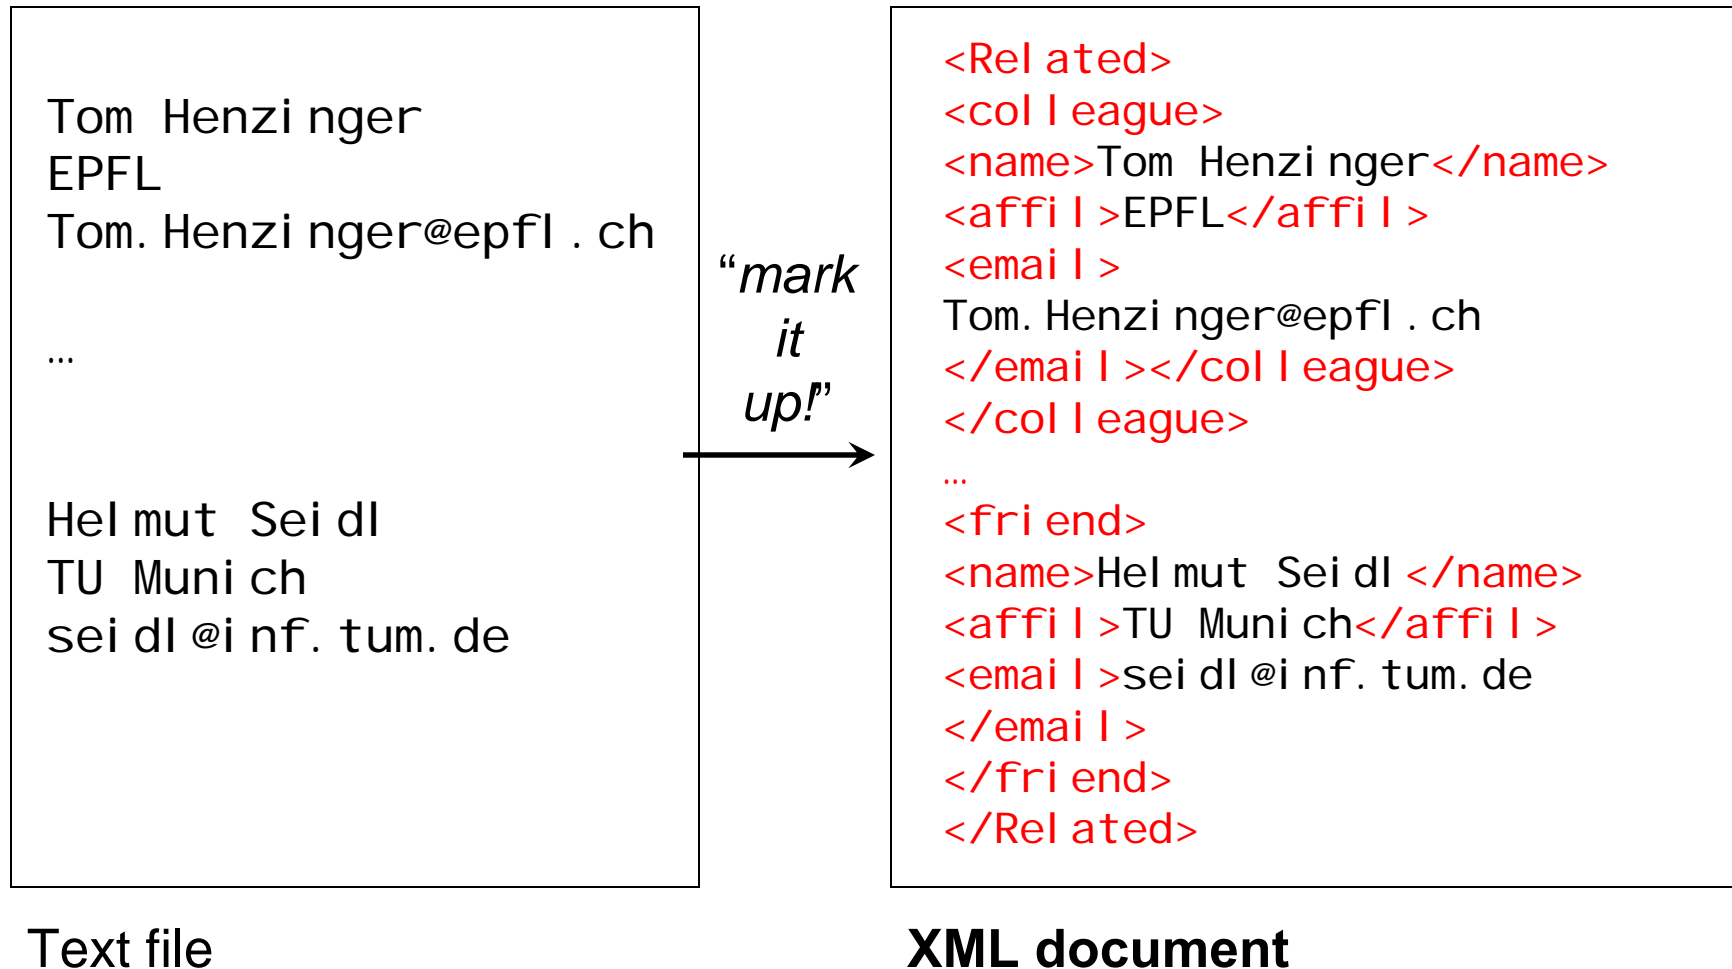 Tom Henzinger
EPFL
Tom.Henzinger@epfl.ch
…
Helmut Seidl
TU Munich
seidl@inf.tum.de
“mark
it
up!”
<Related>
<colleague>
<name>Tom Henzinger</name>
<affil>EPFL</affil>
<email>
Tom.Henzinger@epfl.ch
</email></colleague>
</colleague>
…
<friend>
<name>Helmut Seidl</name>
<affil>TU Munich</affil>
<email>seidl@inf.tum.de
</email>
</friend>
</Related>
Text file
XML document